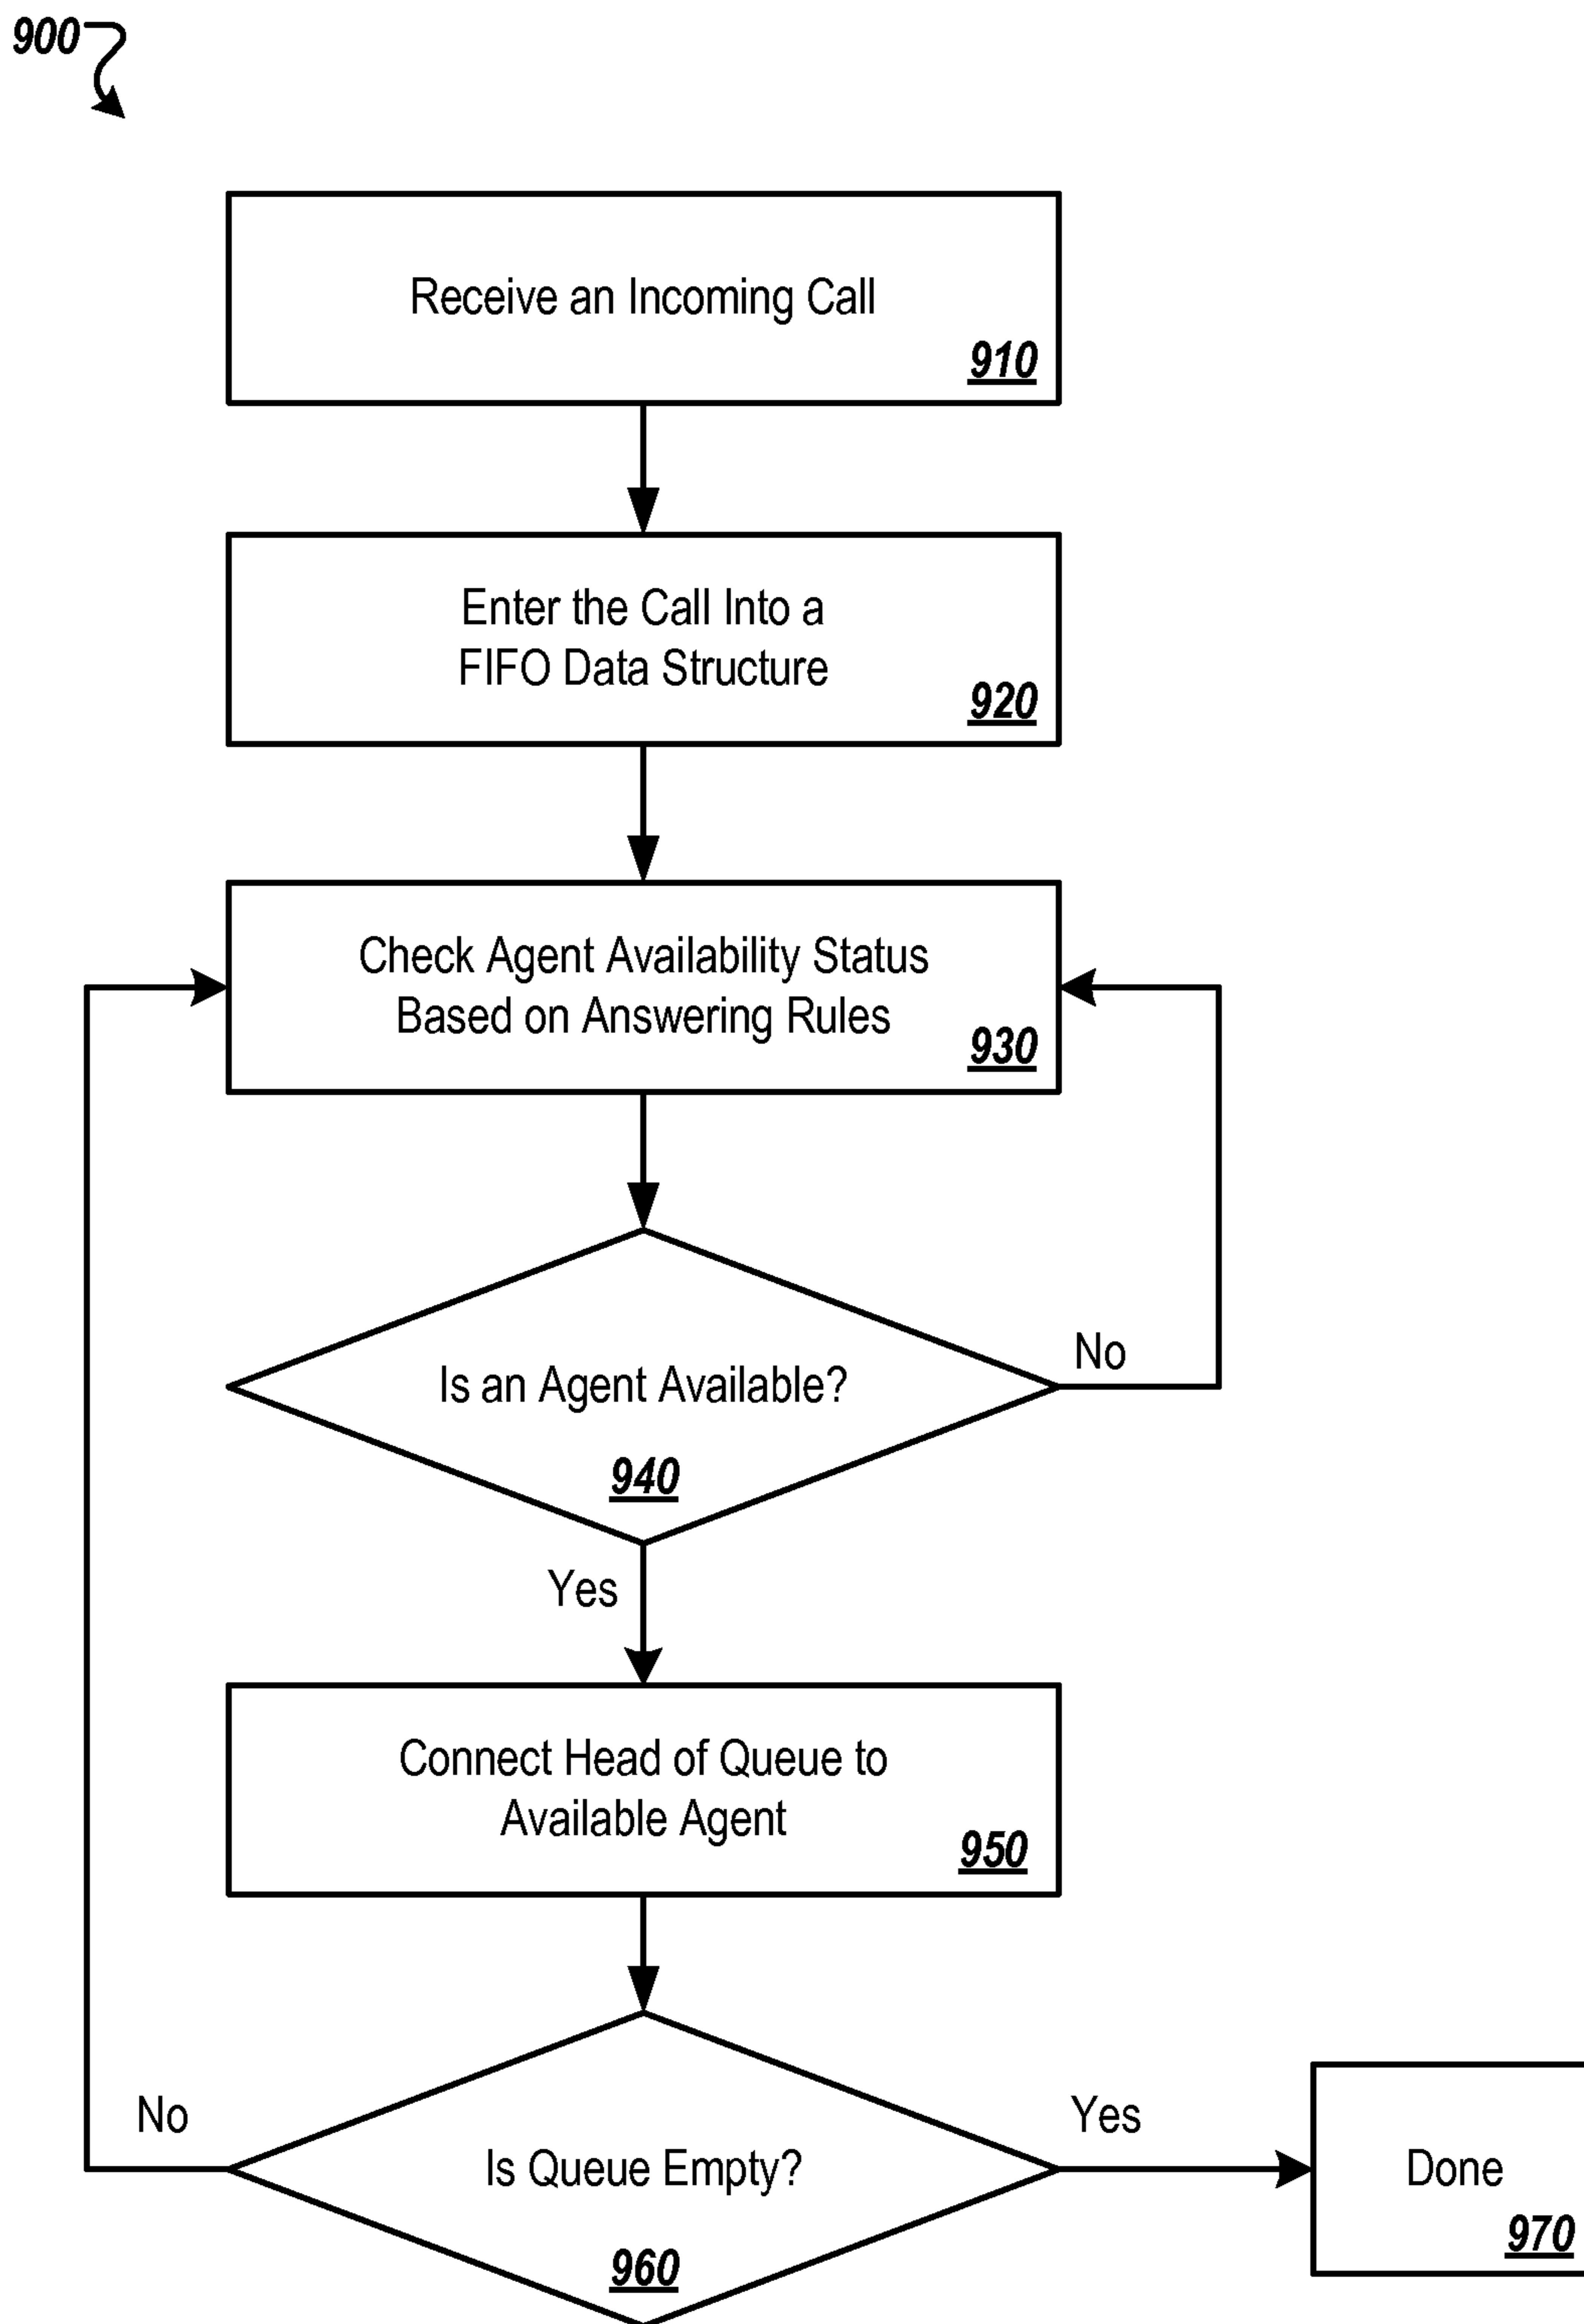 900
Receive an Incoming Call
910
Enter the Call Into a
FIFO Data Structure
920
Check Agent Availability Status
Based on Answering Rules
930
Is an Agent Available?
No
940
Yes
Connect Head of Queue to
Available Agent
950
No
Yes
Is Queue Empty?
Done
960
970